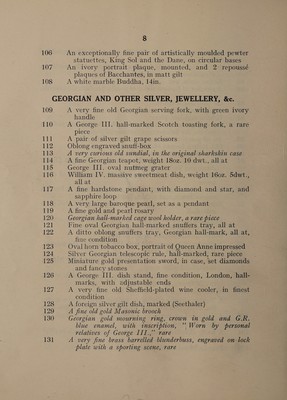 8
106 An exceptionally fine pair of artistically moulded pewter
statuettes, King Sol and the Dane, on circular bases
107 An ivory portrait plaque, mounted, and 2 repoussé
plaques of Bacchantes, in matt gilt
108 A white marble Buddha, 14in.
GEORGIAN AND OTHER SILVER, JEWELLERY, &c.
109 A very fine old Georgian serving fork, with green ivory
handle
110 A George III. hall-marked Scotch toasting fork, a rare
piece
111 A pair of silver gilt grape scissors
112 Oblong engraved snuff-box
113 A very curious old sundial, in the original sharkskin case
114 A fine Georgian teapot, weight 18oz. 10 dwt., all at
115 George III. oval nutmeg grater
116 William IV. massive sweetmeat dish, weight 16oz. 5dwt.,
all at
117 A fine hardstone pendant, with diamond and star, and
sapphire loop
118 A very large baroque pearl, set as a pendant
119 A fine gold and pearl rosary
120 Georgian hall-marked cage wool holder, a rare piece
121 Fine oval Georgian hall-marked snuffers tray, all at
122 A ditto oblong snuffers tray, Georgian hall-mark, all at,
fine condition
123 Oval horn tobacco box, portrait of Queen Anne impressed
124 Silver Georgian telescopic rule, hall-marked, rare piece
125 Miniature gold presentation sword, in case, set diamonds
and fancy stones
126 A George III. dish stand, fine condition, London, hall-
marks, with adjustable ends
127 A very fine old Sheffield-plated wine cooler, in finest
condition
128 A foreign silver gilt dish, marked (Seethaler)
129 A fine old gold Masonic brooch
130 Georgian gold mourning ring, crown in gold and G.R.
blue enamel, with inscription, "Worn by personal
relatives of George III.," rare
131 A very fine brass barrelled blunderbuss, engraved on lock
plate with a sporting scene, rare